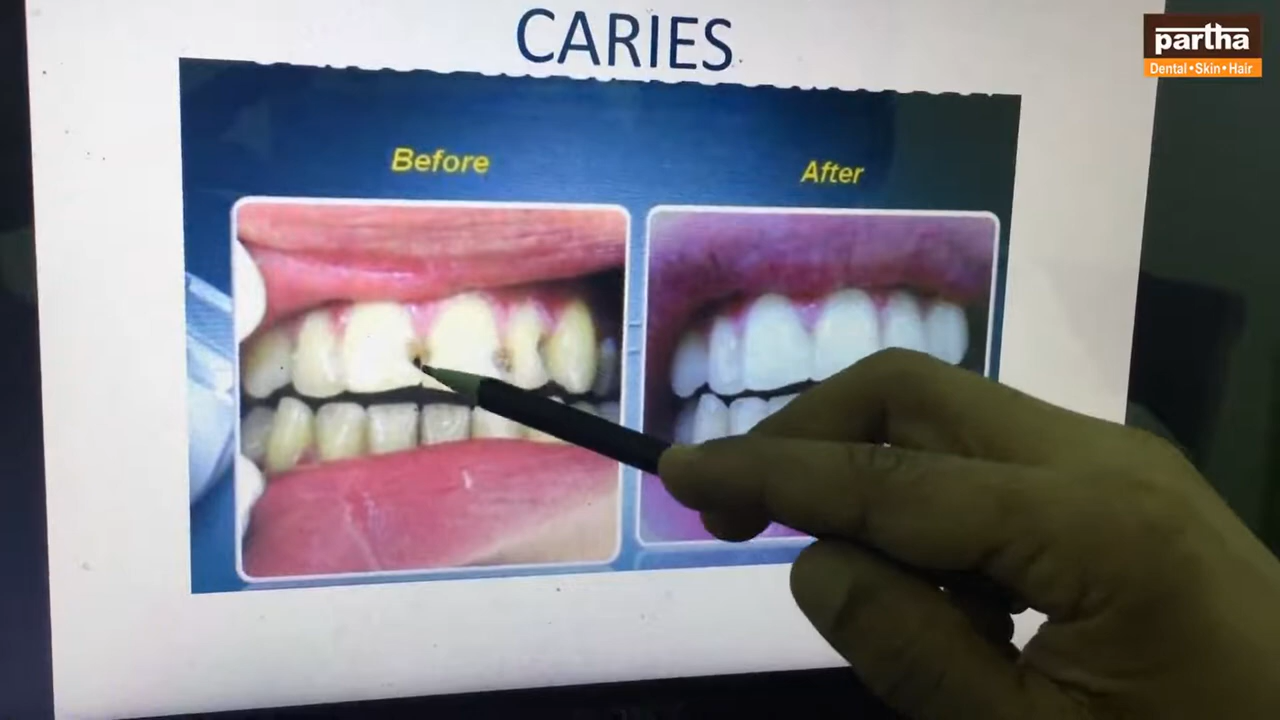 CARIES
partha
Dental • Skin • Hair
Before
After